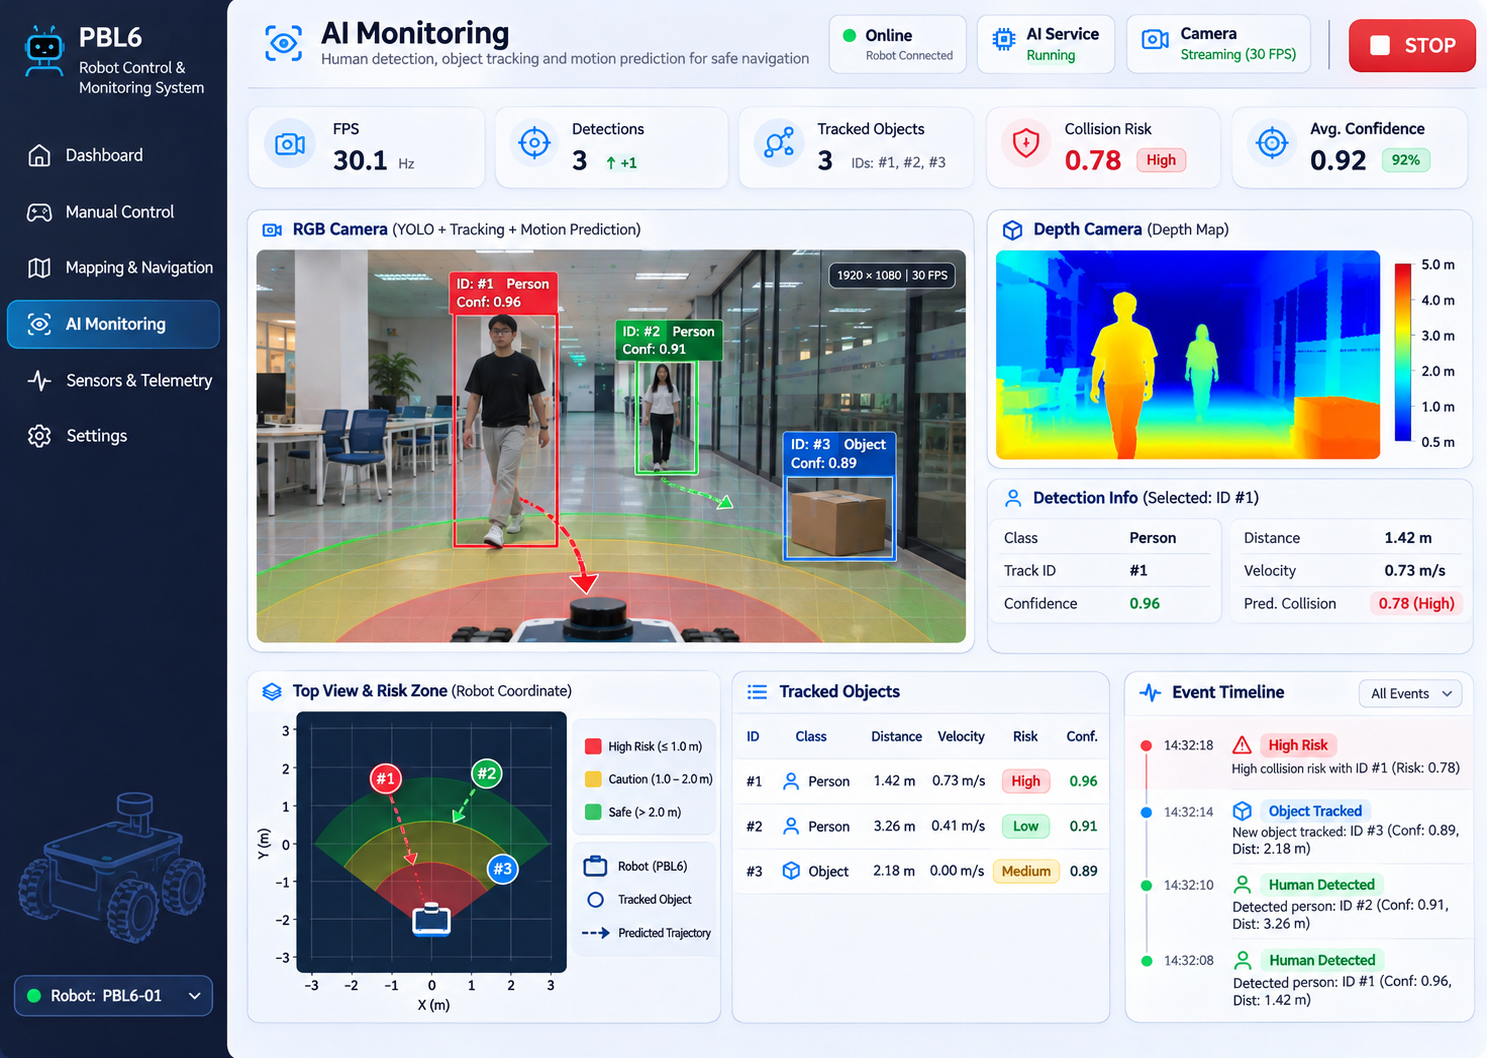 PBL6
Robot Control &
Monitoring System
Dashboard
Manual Control
Mapping & Navigation
AI Monitoring
Sensors & Telemetry
Settings
Robot: PBL6-01
AI Monitoring
Human detection, object tracking and motion prediction for safe navigation
Online
Robot Connected
AI Service
Running
Camera
Streaming (30 FPS)
STOP
FPS
30.1 Hz
Detections
3 ↑ +1
Tracked Objects
3 IDs: #1, #2, #3
Collision Risk
0.78 High
Avg. Confidence
0.92 92%
RGB Camera (YOLO + Tracking + Motion Prediction)
1920 × 1080 | 30 FPS
ID: #1 Person
Conf: 0.96
ID: #2 Person
Conf: 0.91
ID: #3 Object
Conf: 0.89
Depth Camera (Depth Map)
5.0 m
4.0 m
3.0 m
2.0 m
1.0 m
0.5 m
Detection Info (Selected: ID #1)
Class Person
Track ID #1
Confidence 0.96
Distance 1.42 m
Velocity 0.73 m/s
Pred. Collision 0.78 (High)
Top View & Risk Zone (Robot Coordinate)
Y (m)
3
2
1
0
−1
−2
−3
#1
#2
#3
−3 −2 −1 0 1 2 3
X (m)
High Risk (≤ 1.0 m)
Caution (1.0 – 2.0 m)
Safe (> 2.0 m)
Robot (PBL6)
Tracked Object
Predicted Trajectory
Tracked Objects
ID Class Distance Velocity Risk Conf.
#1 Person 1.42 m 0.73 m/s High 0.96
#2 Person 3.26 m 0.41 m/s Low 0.91
#3 Object 2.18 m 0.00 m/s Medium 0.89
Event Timeline
All Events
14:32:18 High Risk
High collision risk with ID #1 (Risk: 0.78)
14:32:14 Object Tracked
New object tracked: ID #3 (Conf: 0.89,
Dist: 2.18 m)
14:32:10 Human Detected
Detected person: ID #2 (Conf: 0.91,
Dist: 3.26 m)
14:32:08 Human Detected
Detected person: ID #1 (Conf: 0.96,
Dist: 1.42 m)